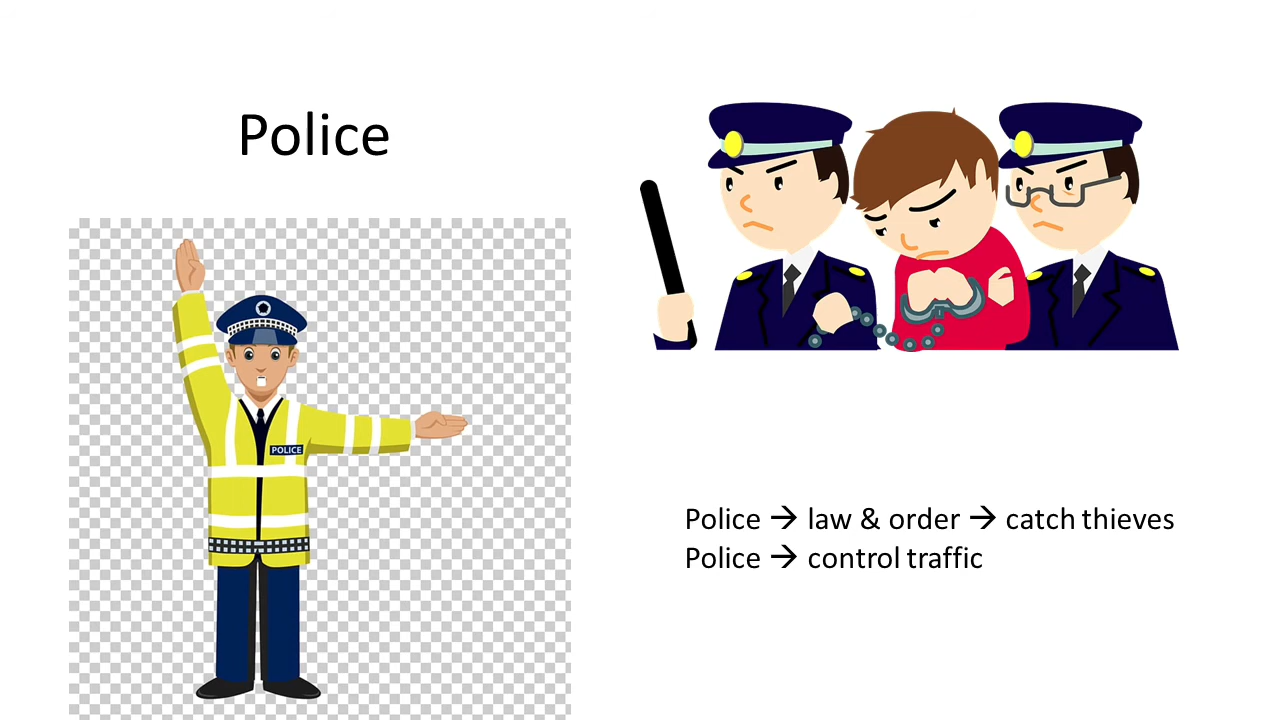 Police
POLICE
Police → law & order → catch thieves
Police → control traffic